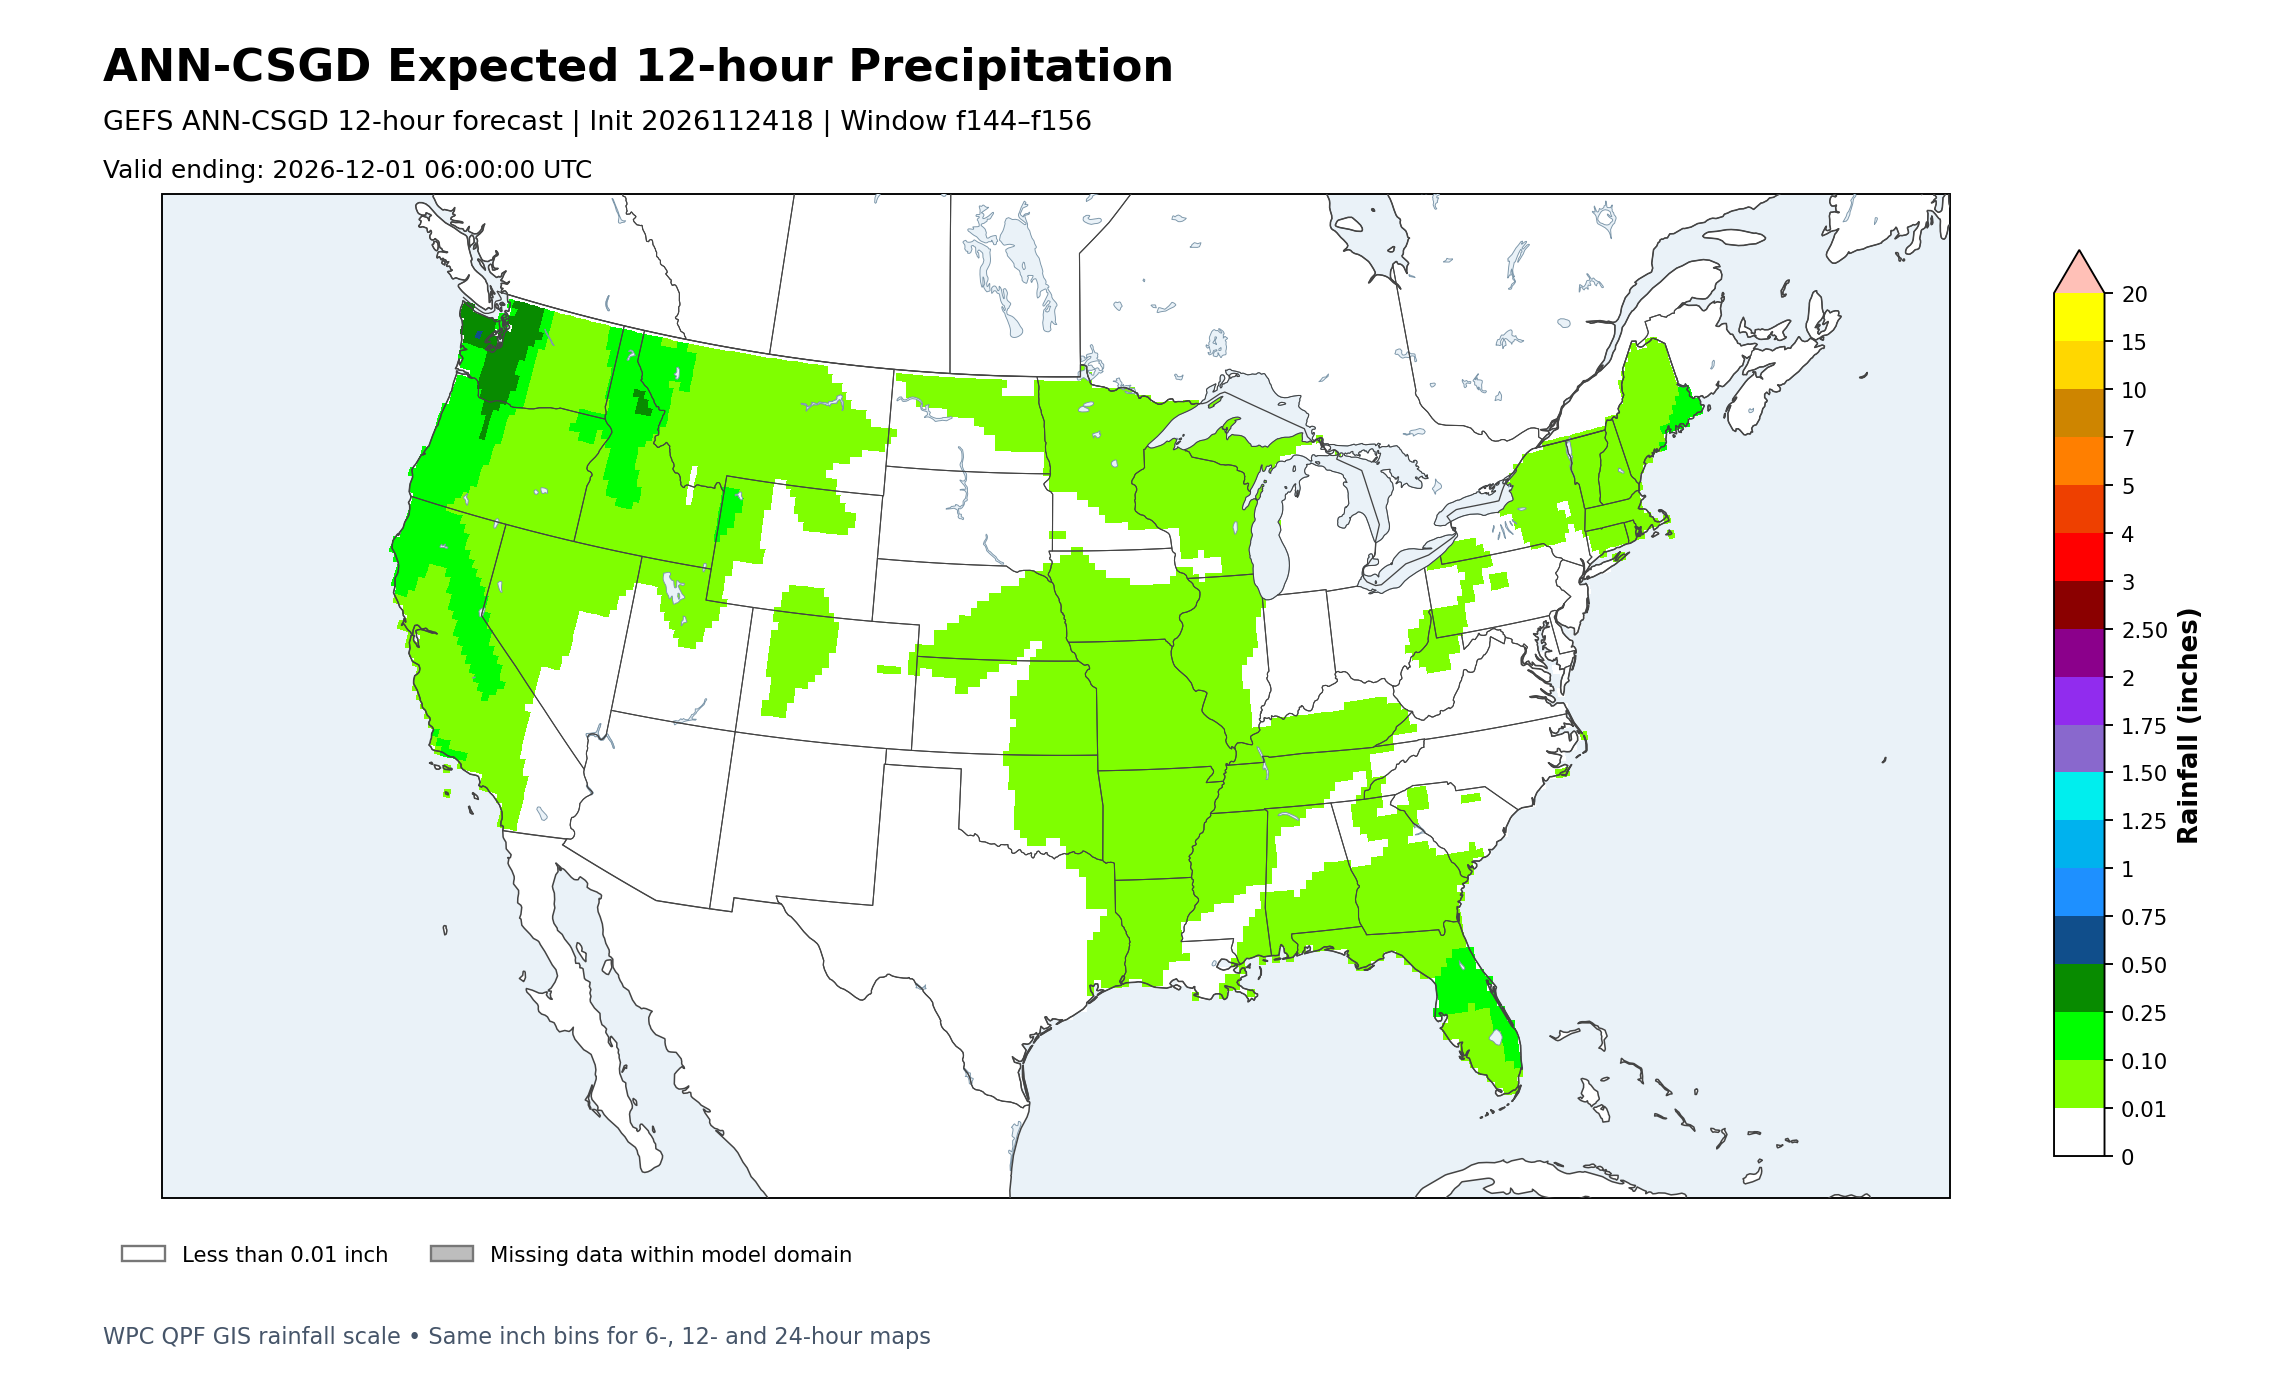 ANN-CSGD Expected 12-hour Precipitation
GEFS ANN-CSGD 12-hour forecast | Init 2026112418 | Window f144–f156
Valid ending: 2026-12-01 06:00:00 UTC
20
15
10
7
5
4
3
2.50
2
1.75
1.50
1.25
1
0.75
0.50
0.25
0.10
0.01
0
Rainfall (inches)
Less than 0.01 inch
Missing data within model domain
WPC QPF GIS rainfall scale • Same inch bins for 6-, 12- and 24-hour maps